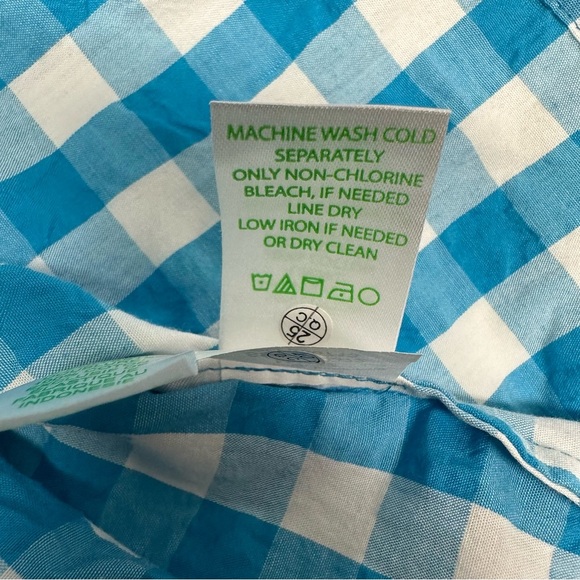 MACHINE WASH COLD
SEPARATELY
ONLY NON-CHLORINE
BLEACH, IF NEEDED
LINE DRY
LOW IRON IF NEEDED
OR DRY CLEAN
25
Q.C